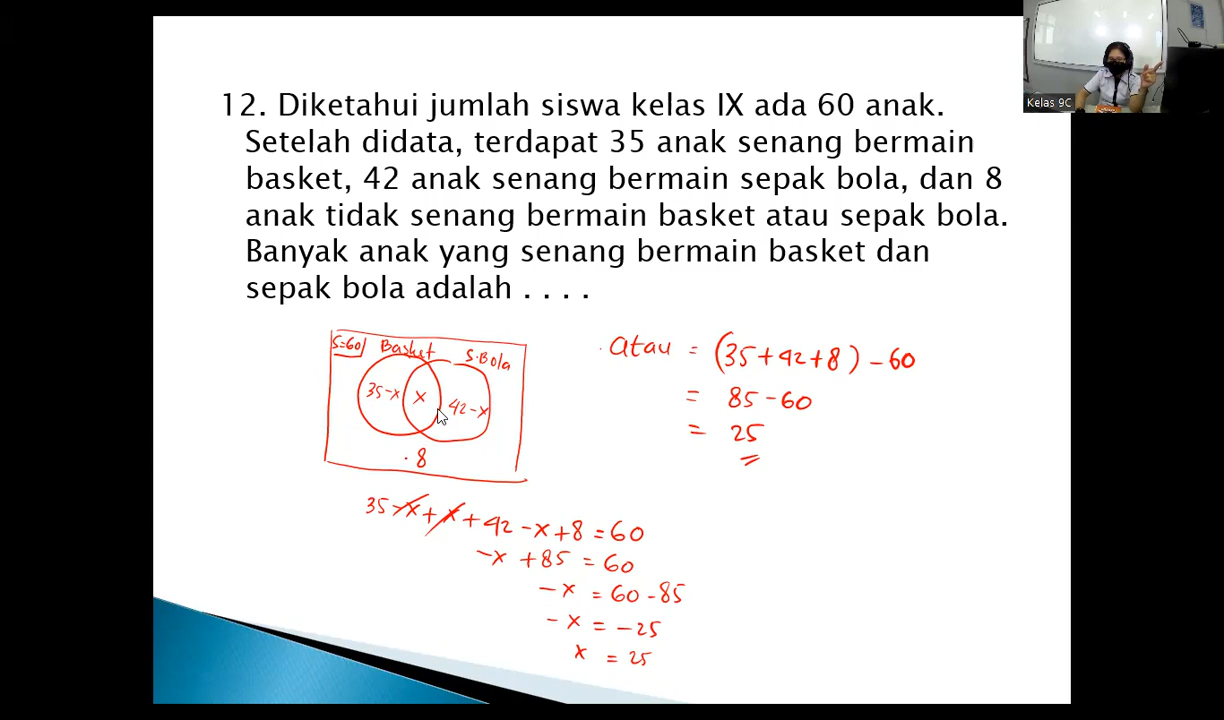 Kelas 9C
12. Diketahui jumlah siswa kelas IX ada 60 anak.
Setelah didata, terdapat 35 anak senang bermain
basket, 42 anak senang bermain sepak bola, dan 8
anak tidak senang bermain basket atau sepak bola.
Banyak anak yang senang bermain basket dan
sepak bola adalah . . . .
S=60 Basket S.Bola
35-x x 42-x
. 8
35 -x + x + 42 - x + 8 = 60
-x + 85 = 60
-x = 60 - 85
-x = -25
x = 25
. atau = (35+42+8) - 60
= 85 - 60
= 25